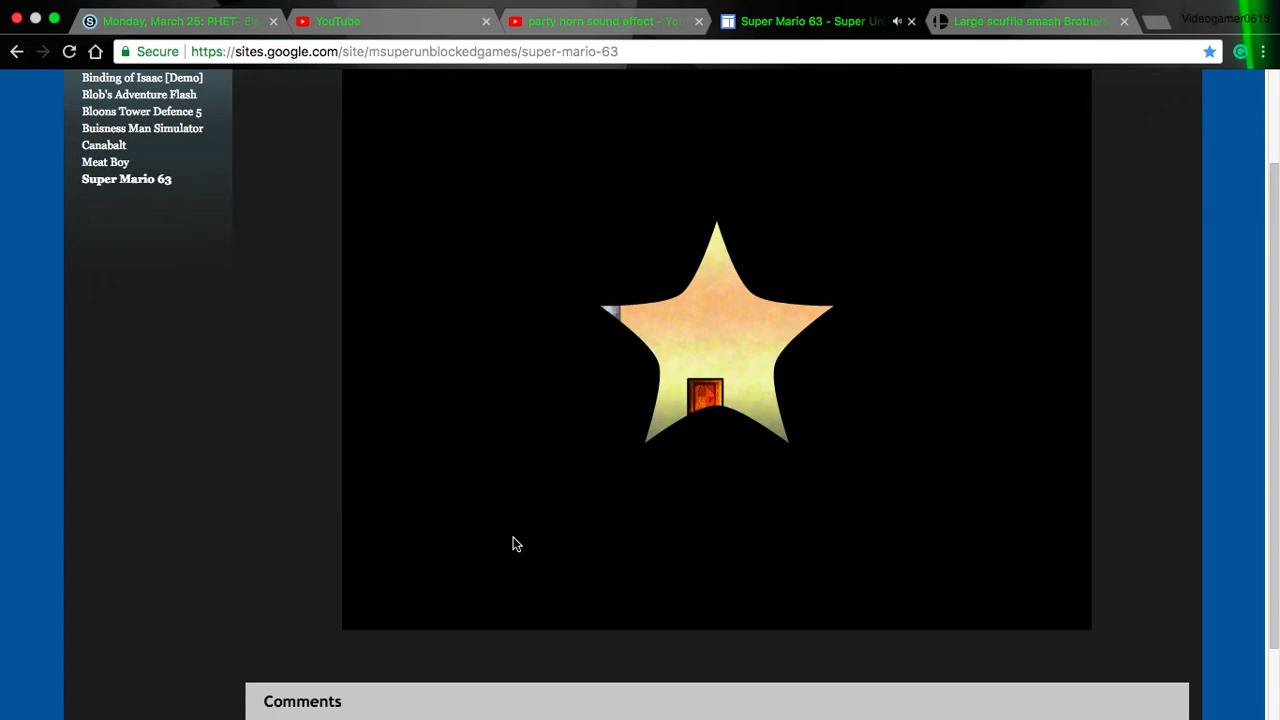 Monday, March 25: PHET- Ele
YouTube
party horn sound effect - You
Super Mario 63 - Super Un
Large scuffle smash Brothers
Videogamer0615
Secure
https://sites.google.com/site/msuperunblockedgames/super-mario-63
Binding of Isaac [Demo]
Blob's Adventure Flash
Bloons Tower Defence 5
Buisness Man Simulator
Canabalt
Meat Boy
Super Mario 63
Comments